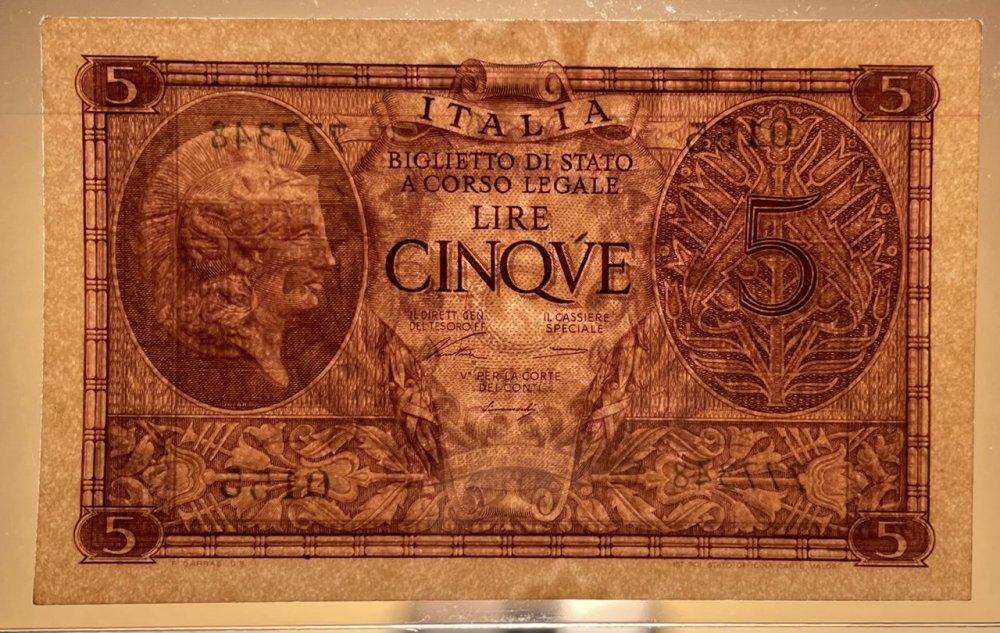 5 5
ITALIA
BIGLIETTO DI STATO
A CORSO LEGALE
LIRE
CINQVE
5
IL DIRETT. GEN.
DEL TESORO F.F.
IL CASSIERE
SPECIALE
Vº PER LA CORTE
DEI CONTI
5 5